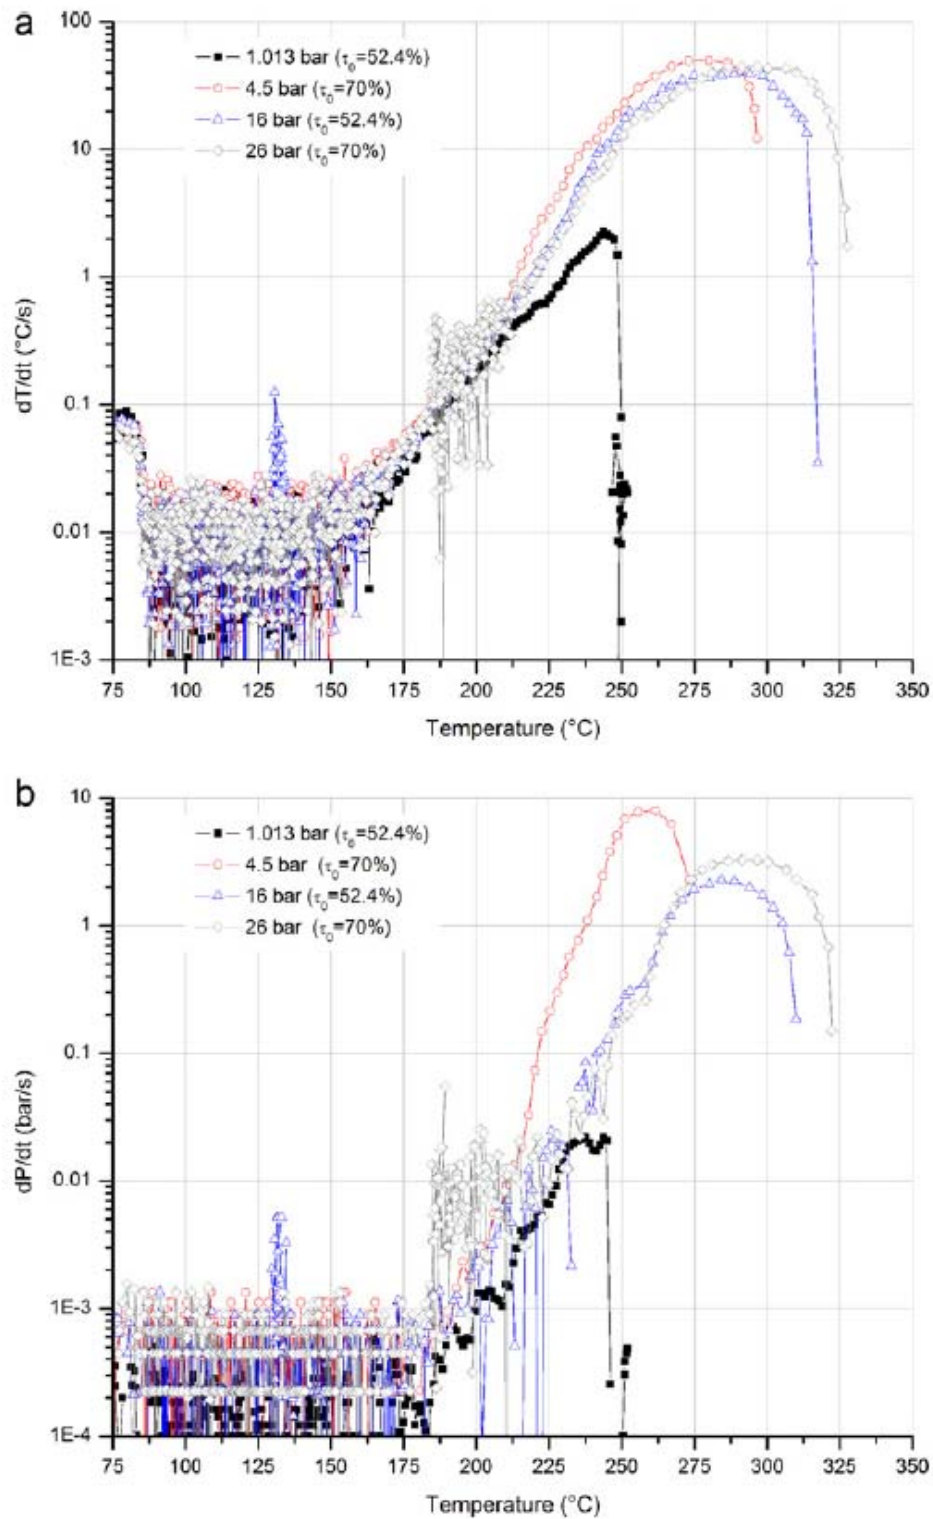 a
100
10
1
0.1
0.01
1E-3
dT/dt (°C/s)
1.013 bar (τ₀=52.4%)
4.5 bar (τ₀=70%)
16 bar (τ₀=52.4%)
26 bar (τ₀=70%)
75 100 125 150 175 200 225 250 275 300 325 350
Temperature (°C)
b
10
1
0.1
0.01
1E-3
1E-4
dP/dt (bar/s)
1.013 bar (τ₀=52.4%)
4.5 bar (τ₀=70%)
16 bar (τ₀=52.4%)
26 bar (τ₀=70%)
75 100 125 150 175 200 225 250 275 300 325 350
Temperature (°C)